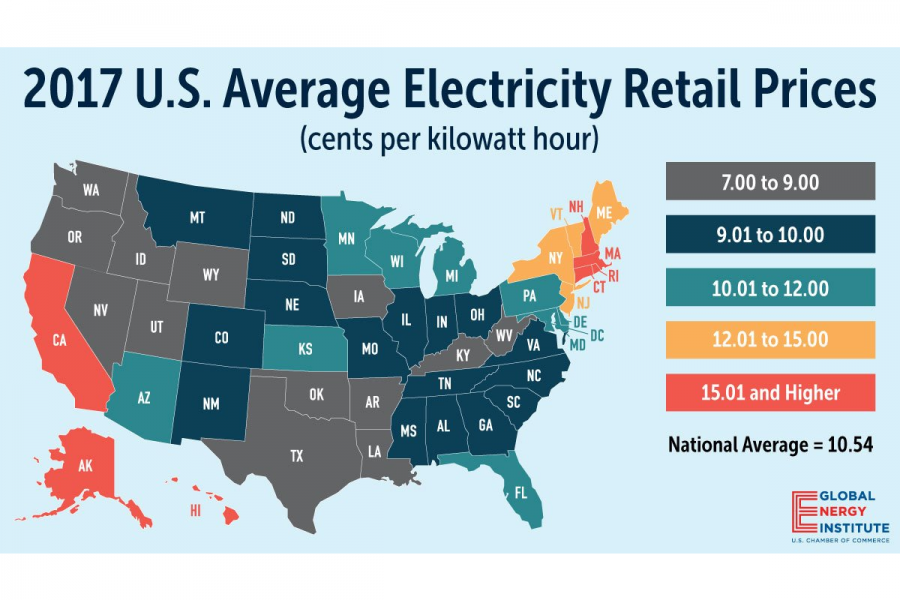 2017 U.S. Average Electricity Retail Prices
(cents per kilowatt hour)
7.00 to 9.00
9.01 to 10.00
10.01 to 12.00
12.01 to 15.00
15.01 and Higher
National Average = 10.54
WA
MT
ND
MN
VT
NH
ME
OR
ID
SD
WI
MI
NY
MA
RI
CT
WY
NV
UT
CO
NE
IA
IL
IN
OH
PA
NJ
DE
DC
MD
CA
KS
MO
KY
WV
VA
AZ
NM
OK
AR
TN
NC
SC
TX
LA
MS
AL
GA
FL
AK
HI
GLOBAL
ENERGY
INSTITUTE
U.S. CHAMBER OF COMMERCE